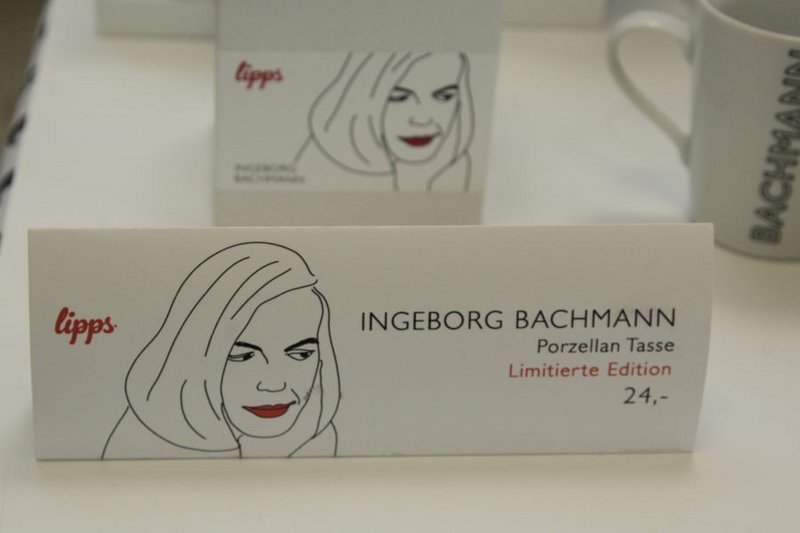 lipps
INGEBORG
BACHMANN
BACHMANN
lipps
INGEBORG BACHMANN
Porzellan Tasse
Limitierte Edition
24,-